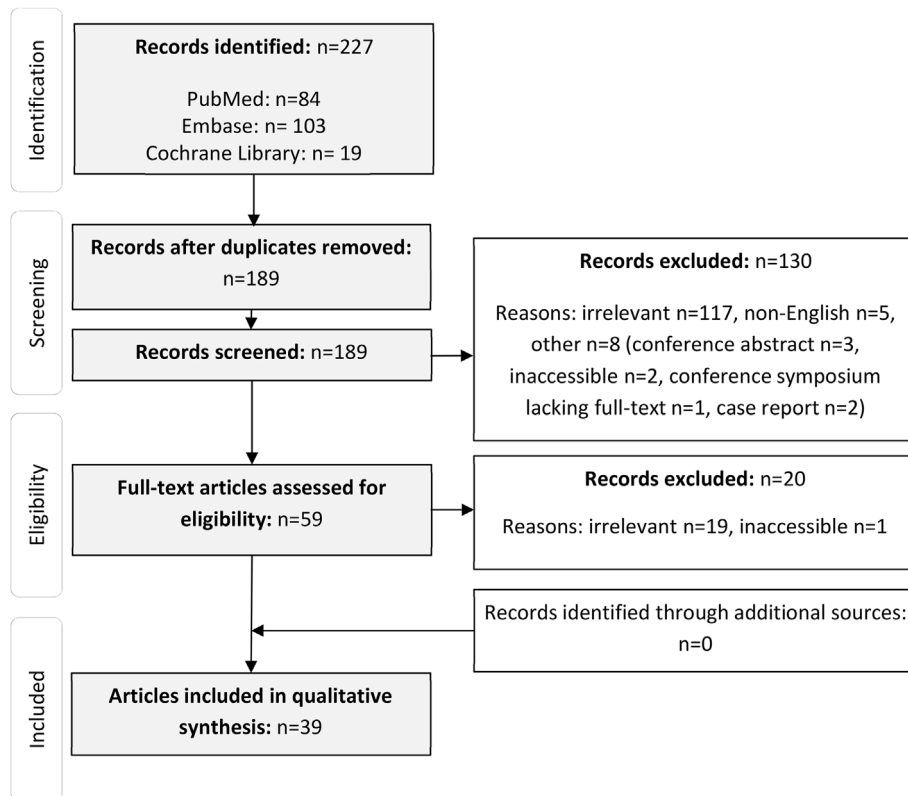 Identification
Records identified: n=227
PubMed: n=84
Embase: n= 103
Cochrane Library: n= 19
Screening
Records after duplicates removed:
n=189
Records screened: n=189
Records excluded: n=130
Reasons: irrelevant n=117, non-English n=5,
other n=8 (conference abstract n=3,
inaccessible n=2, conference symposium
lacking full-text n=1, case report n=2)
Eligibility
Full-text articles assessed for
eligibility: n=59
Records excluded: n=20
Reasons: irrelevant n=19, inaccessible n=1
Records identified through additional sources:
n=0
Included
Articles included in qualitative
synthesis: n=39